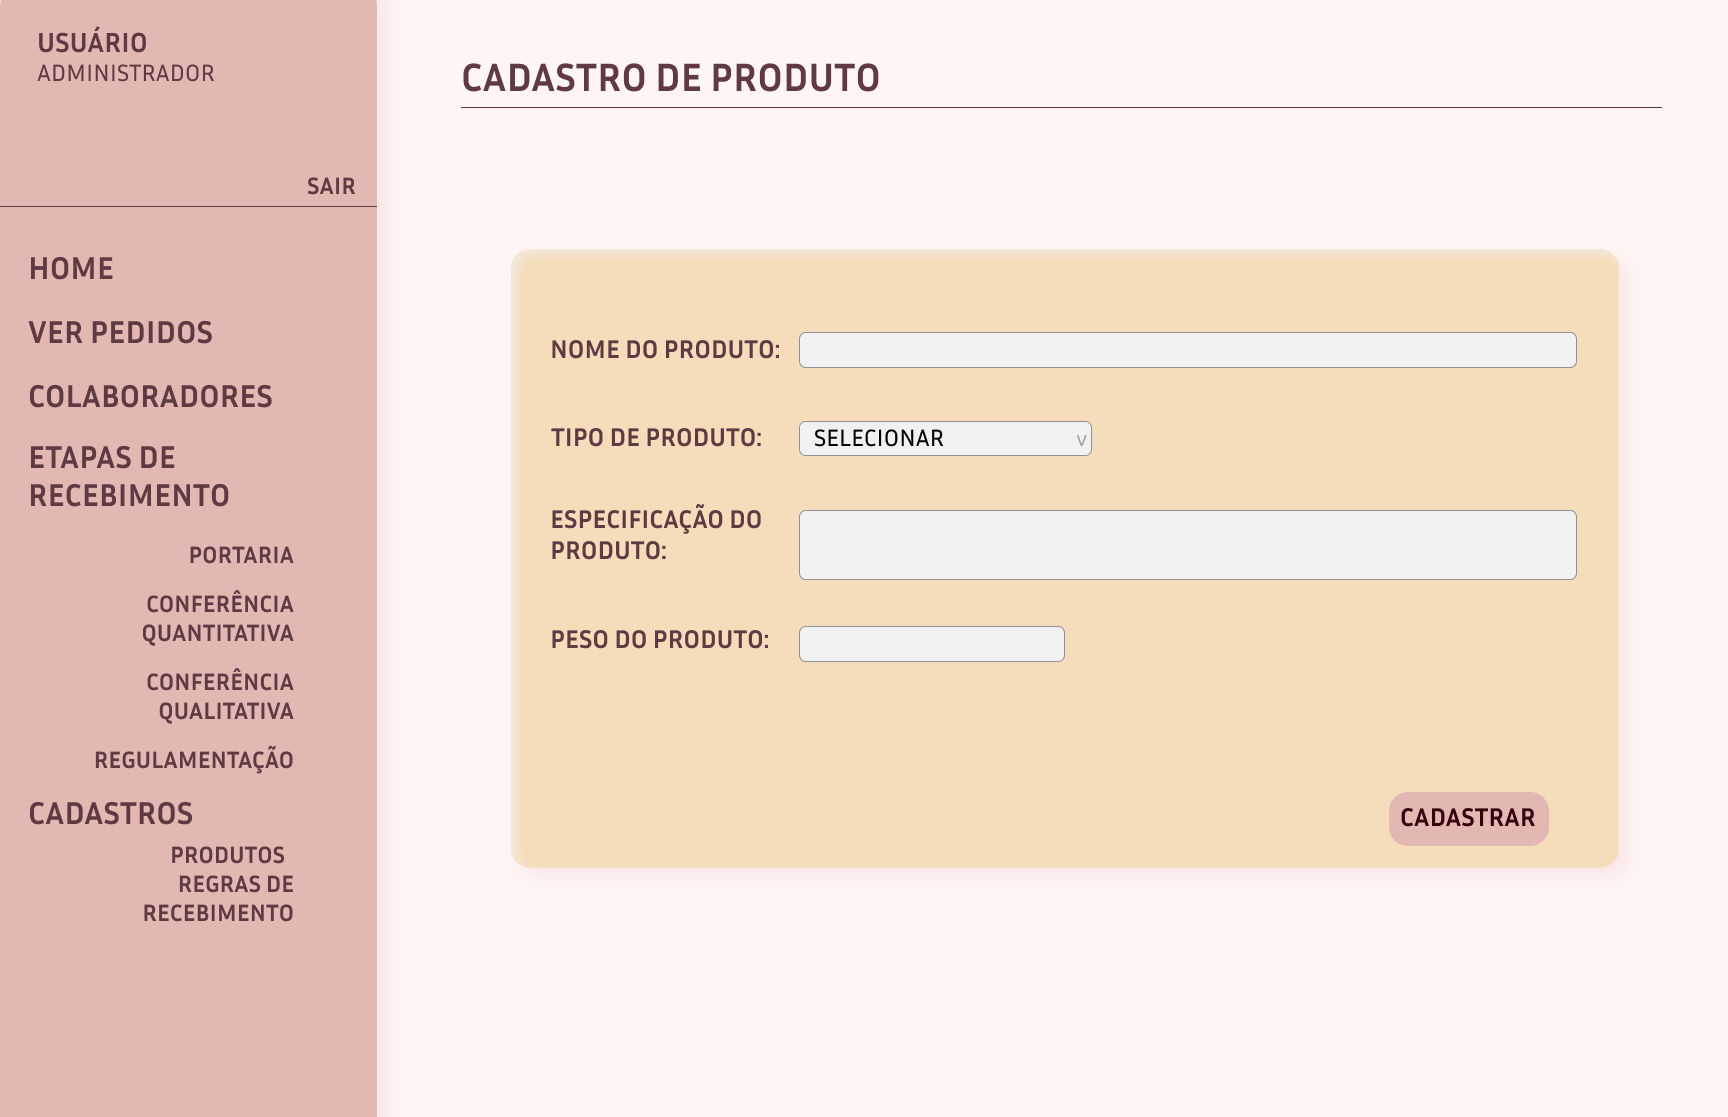 USUÁRIO
ADMINISTRADOR
SAIR
HOME
VER PEDIDOS
COLABORADORES
ETAPAS DE
RECEBIMENTO
PORTARIA
CONFERÊNCIA
QUANTITATIVA
CONFERÊNCIA
QUALITATIVA
REGULAMENTAÇÃO
CADASTROS
PRODUTOS
REGRAS DE
RECEBIMENTO
CADASTRO DE PRODUTO
NOME DO PRODUTO:
TIPO DE PRODUTO:
SELECIONAR V
ESPECIFICAÇÃO DO
PRODUTO:
PESO DO PRODUTO:
CADASTRAR